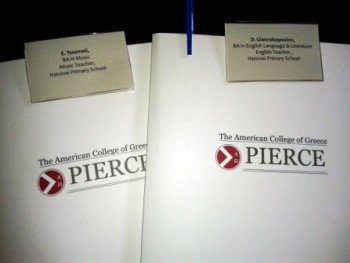 E. Tsoumeli,
BA in Music
Music Teacher,
Hatzivei Primary School
D. Giannakopoulou,
BA in English Language & Literature
English Teacher,
Hatzivei Primary School
The American College of Greece
PIERCE
The American College of Greece
PIERCE